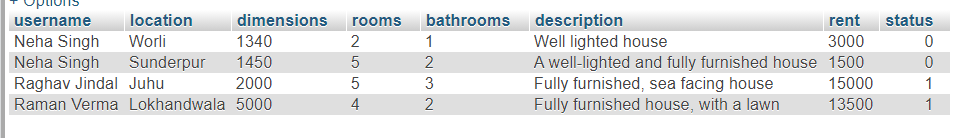 + Options
username location dimensions rooms bathrooms description rent status
Neha Singh Worli 1340 2 1 Well lighted house 3000 0
Neha Singh Sunderpur 1450 5 2 A well-lighted and fully furnished house 1500 0
Raghav Jindal Juhu 2000 5 3 Fully furnished, sea facing house 15000 1
Raman Verma Lokhandwala 5000 4 2 Fully furnished house, with a lawn 13500 1